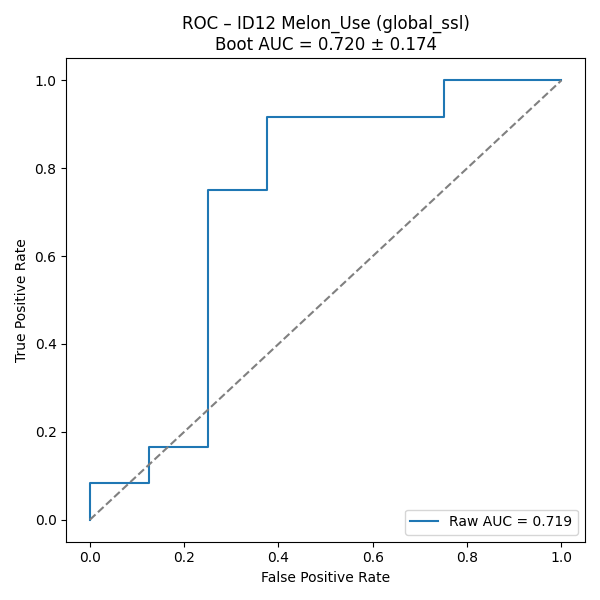 ROC – ID12 Melon_Use (global_ssl)
Boot AUC = 0.720 ± 0.174
True Positive Rate
1.0
0.8
0.6
0.4
0.2
0.0
Raw AUC = 0.719
0.0 0.2 0.4 0.6 0.8 1.0
False Positive Rate